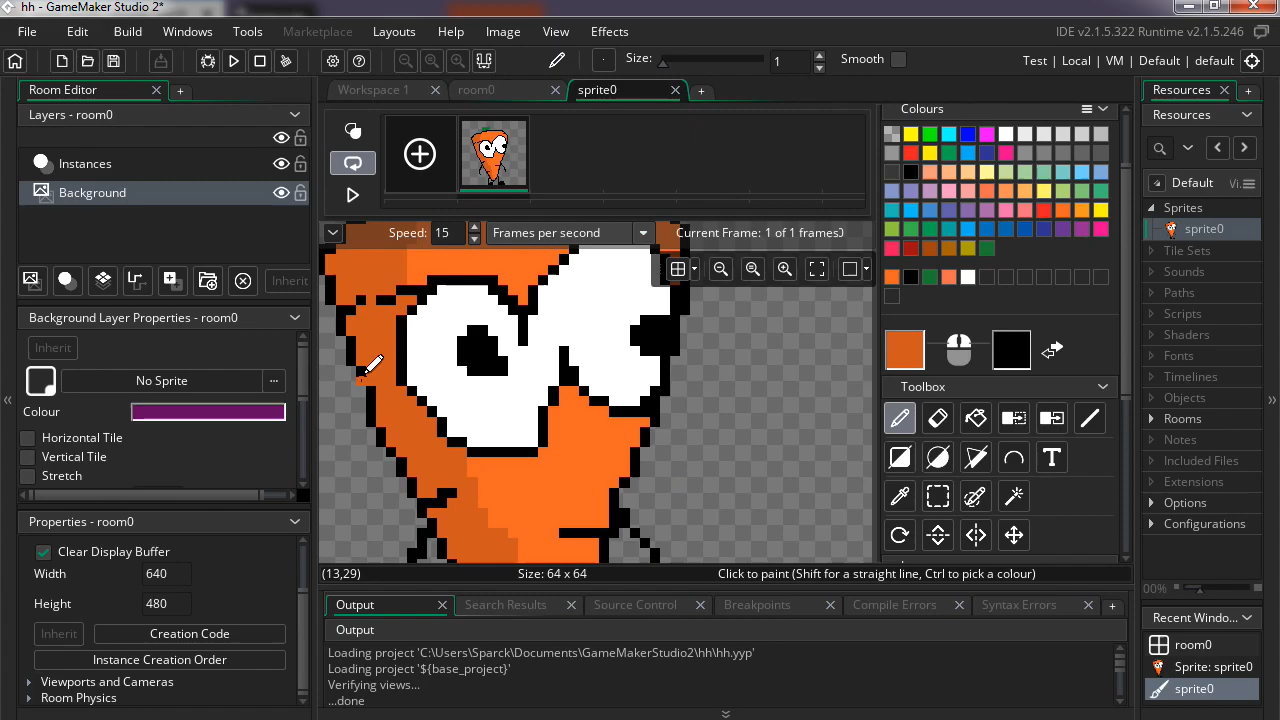 hh - GameMaker Studio 2*
File Edit Build Windows Tools Marketplace Layouts Help Image View Effects IDE v2.1.5.322 Runtime v2.1.5.246
Size: 1 Smooth Test | Local | VM | Default | default
Room Editor
Layers - room0
Instances
Background
Inherit
Background Layer Properties - room0
Inherit
No Sprite ...
Colour
Horizontal Tile
Vertical Tile
Stretch
Properties - room0
Clear Display Buffer
Width 640
Height 480
Inherit Creation Code
Instance Creation Order
Viewports and Cameras
Room Physics
Workspace 1 room0 sprite0
Speed: 15 Frames per second Current Frame: 1 of 1 frames
(13,29) Size: 64 x 64 Click to paint (Shift for a straight line, Ctrl to pick a colour)
Colours
Toolbox
T
Output Search Results Source Control Breakpoints Compile Errors Syntax Errors
Output
Loading project 'C:\Users\Sparck\Documents\GameMakerStudio2\hh\hh.yyp'
Loading project '${base_project}'
Verifying views...
...done
Resources
Resources
Default Vi
Sprites
sprite0
Tile Sets
Sounds
Paths
Scripts
Shaders
Fonts
Timelines
Objects
Rooms
Notes
Included Files
Extensions
Options
Configurations
00%
Recent Windo...
room0
Sprite: sprite0
sprite0